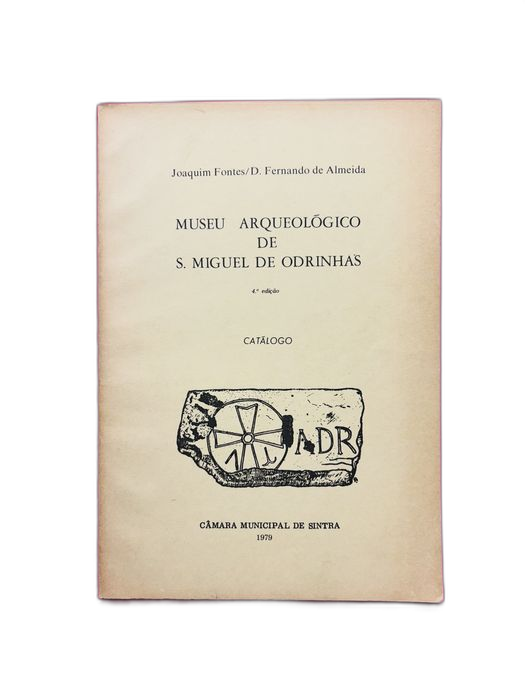 Joaquim Fontes/D. Fernando de Almeida
MUSEU ARQUEOLÓGICO
DE
S. MIGUEL DE ODRINHAS
4.ª edição
CATÁLOGO
ADR
CÂMARA MUNICIPAL DE SINTRA
1979